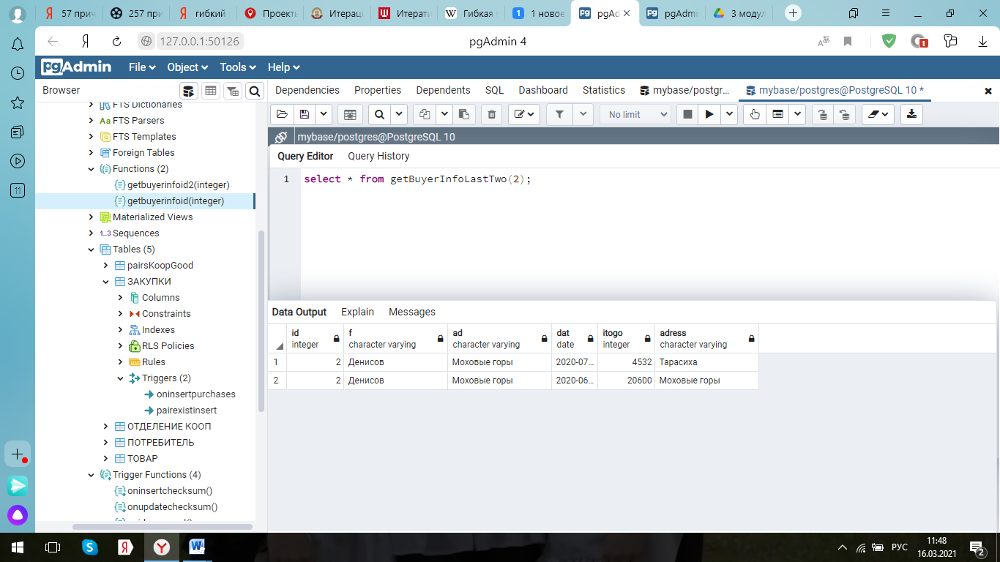 57 прич
257 при
гибкий
Проекть
Итерац
Итерати
Гибкая
1
1 новое
pgAd
pgAdmi
3 модул
127.0.0.1:50126
pgAdmin 4
1
pgAdmin File Object Tools Help
Browser
Dependencies Properties Dependents SQL Dashboard Statistics mybase/postgr... mybase/postgres@PostgreSQL 10 *
FTS Dictionaries
FTS Parsers
FTS Templates
Foreign Tables
Functions (2)
getbuyerinfoid2(integer)
getbuyerinfoid(integer)
Materialized Views
1..3 Sequences
Tables (5)
pairsKoopGood
ЗАКУПКИ
Columns
Constraints
Indexes
RLS Policies
Rules
Triggers (2)
oninsertpurchases
pairexistinsert
ОТДЕЛЕНИЕ КООП
ПОТРЕБИТЕЛЬ
ТОВАР
Trigger Functions (4)
oninsertchecksum()
onupdatechecksum()
No limit
mybase/postgres@PostgreSQL 10
Query Editor Query History
1 select * from getBuyerInfoLastTwo(2);
Data Output Explain Messages
id f ad dat itogo adress
integer character varying character varying date integer character varying
1 2 Денисов Моховые горы 2020-07... 4532 Тарасиха
2 2 Денисов Моховые горы 2020-06... 20600 Моховые горы
11
РУС
11:48
16.03.2021
2